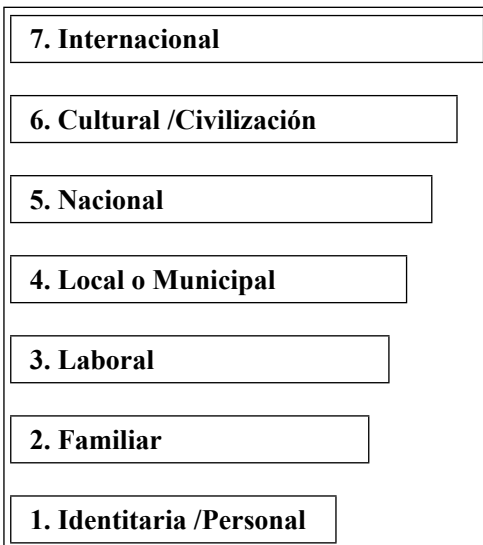 7. Internacional
6. Cultural /Civilización
5. Nacional
4. Local o Municipal
3. Laboral
2. Familiar
1. Identitaria /Personal